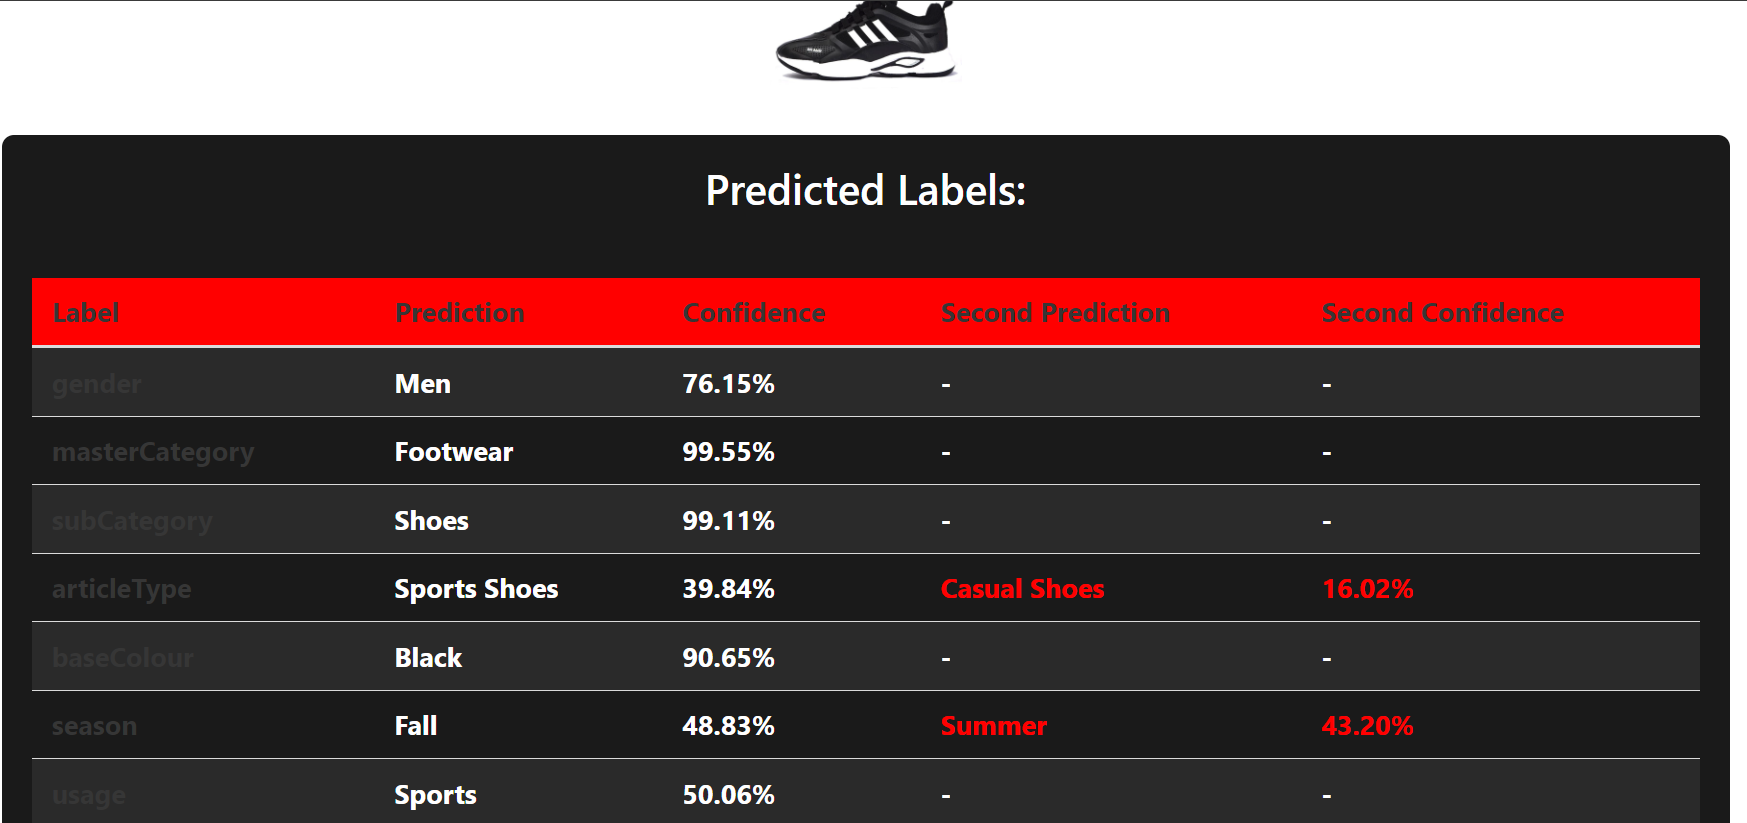 Predicted Labels:
Label Prediction Confidence Second Prediction Second Confidence
gender Men 76.15% - -
masterCategory Footwear 99.55% - -
subCategory Shoes 99.11% - -
articleType Sports Shoes 39.84% Casual Shoes 16.02%
baseColour Black 90.65% - -
season Fall 48.83% Summer 43.20%
usage Sports 50.06% - -